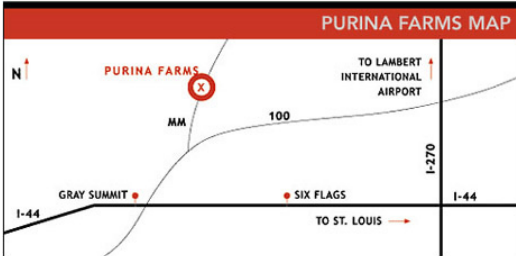 PURINA FARMS MAP
N
PURINA FARMS
X
TO LAMBERT
INTERNATIONAL
AIRPORT
MM
100
I-270
GRAY SUMMIT
SIX FLAGS
I-44
I-44
TO ST. LOUIS